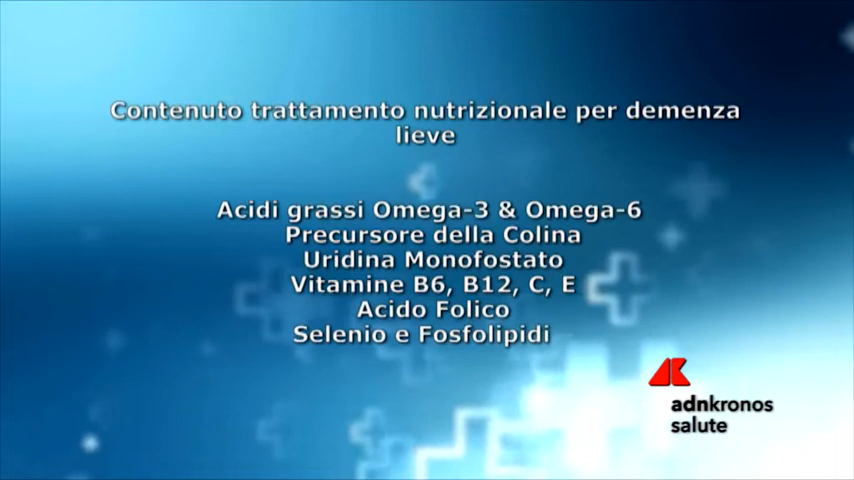 Contenuto trattamento nutrizionale per demenza
lieve
Acidi grassi Omega-3 & Omega-6
Precursore della Colina
Uridina Monofostato
Vitamine B6, B12, C, E
Acido Folico
Selenio e Fosfolipidi
adnkronos
salute